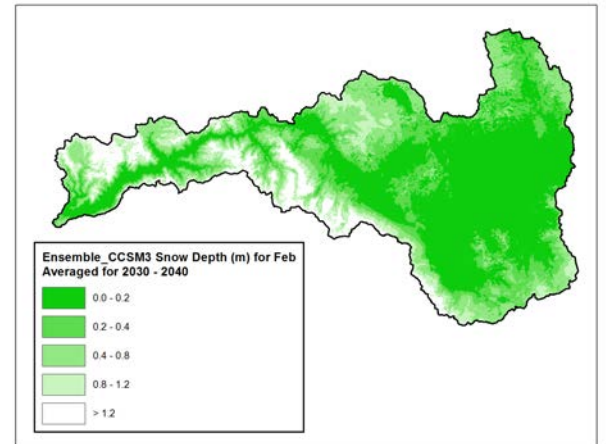 Ensemble_CCSM3 Snow Depth (m) for Feb
Averaged for 2030 - 2040
0.0 - 0.2
0.2 - 0.4
0.4 - 0.8
0.8 - 1.2
> 1.2